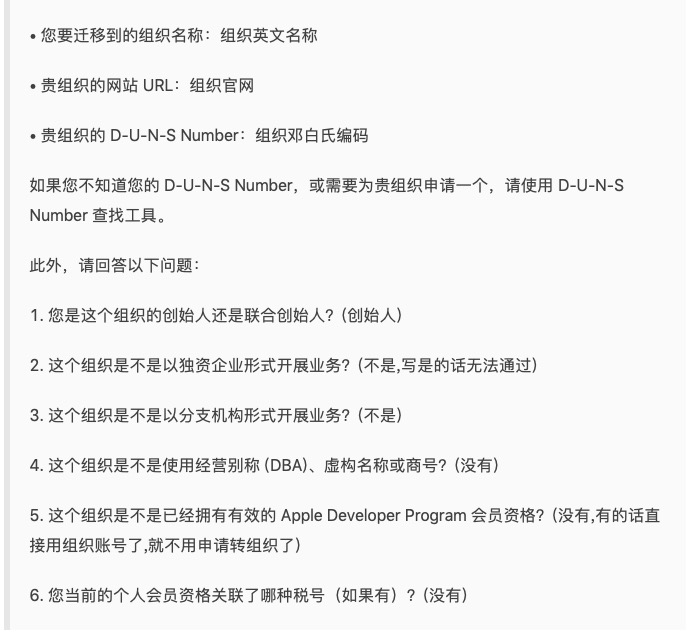 • 您要迁移到的组织名称：组织英文名称
• 贵组织的网站 URL：组织官网
• 贵组织的 D-U-N-S Number：组织邓白氏编码
如果您不知道您的 D-U-N-S Number，或需要为贵组织申请一个，请使用 D-U-N-S
Number 查找工具。
此外，请回答以下问题：
1. 您是这个组织的创始人还是联合创始人?（创始人）
2. 这个组织是不是以独资企业形式开展业务?（不是,写是的话无法通过）
3. 这个组织是不是以分支机构形式开展业务?（不是）
4. 这个组织是不是使用经营别称 (DBA)、虚构名称或商号?（没有）
5. 这个组织是不是已经拥有有效的 Apple Developer Program 会员资格?（没有,有的话直
接用组织账号了,就不用申请转组织了）
6. 您当前的个人会员资格关联了哪种税号（如果有）?（没有）